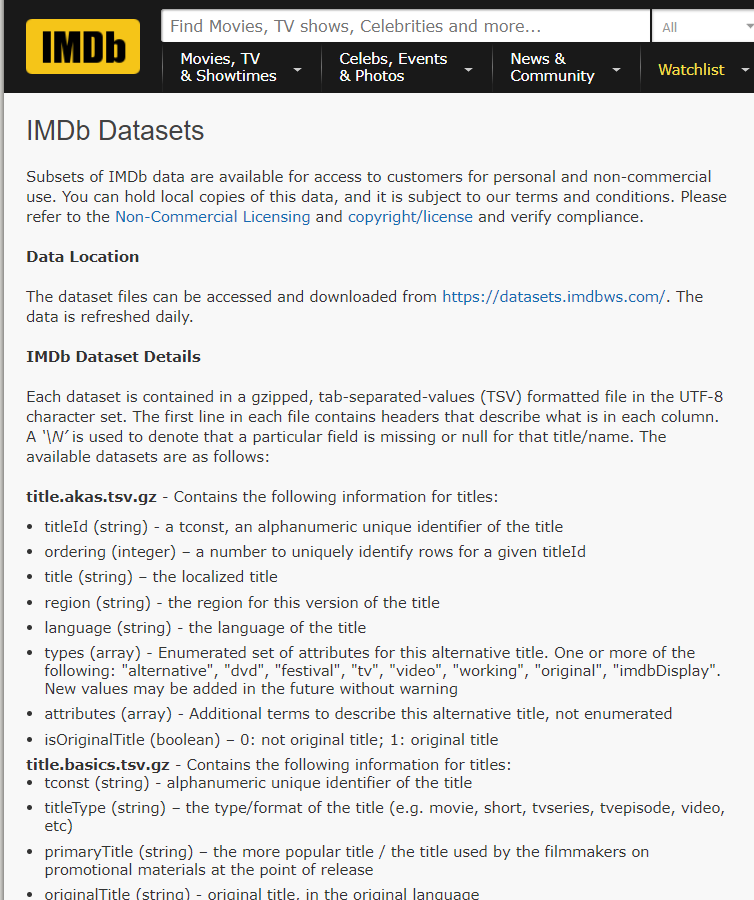 IMDb
Find Movies, TV shows, Celebrities and more...
All
Movies, TV
& Showtimes
Celebs, Events
& Photos
News &
Community
Watchlist
IMDb Datasets
Subsets of IMDb data are available for access to customers for personal and non-commercial
use. You can hold local copies of this data, and it is subject to our terms and conditions. Please
refer to the Non-Commercial Licensing and copyright/license and verify compliance.
Data Location
The dataset files can be accessed and downloaded from https://datasets.imdbws.com/. The
data is refreshed daily.
IMDb Dataset Details
Each dataset is contained in a gzipped, tab-separated-values (TSV) formatted file in the UTF-8
character set. The first line in each file contains headers that describe what is in each column.
A '\N' is used to denote that a particular field is missing or null for that title/name. The
available datasets are as follows:
title.akas.tsv.gz - Contains the following information for titles:
• titleId (string) - a tconst, an alphanumeric unique identifier of the title
• ordering (integer) – a number to uniquely identify rows for a given titleId
• title (string) – the localized title
• region (string) - the region for this version of the title
• language (string) - the language of the title
• types (array) - Enumerated set of attributes for this alternative title. One or more of the
following: "alternative", "dvd", "festival", "tv", "video", "working", "original", "imdbDisplay".
New values may be added in the future without warning
• attributes (array) - Additional terms to describe this alternative title, not enumerated
• isOriginalTitle (boolean) – 0: not original title; 1: original title
title.basics.tsv.gz - Contains the following information for titles:
• tconst (string) - alphanumeric unique identifier of the title
• titleType (string) – the type/format of the title (e.g. movie, short, tvseries, tvepisode, video,
etc)
• primaryTitle (string) – the more popular title / the title used by the filmmakers on
promotional materials at the point of release
• originalTitle (string) - original title, in the original language